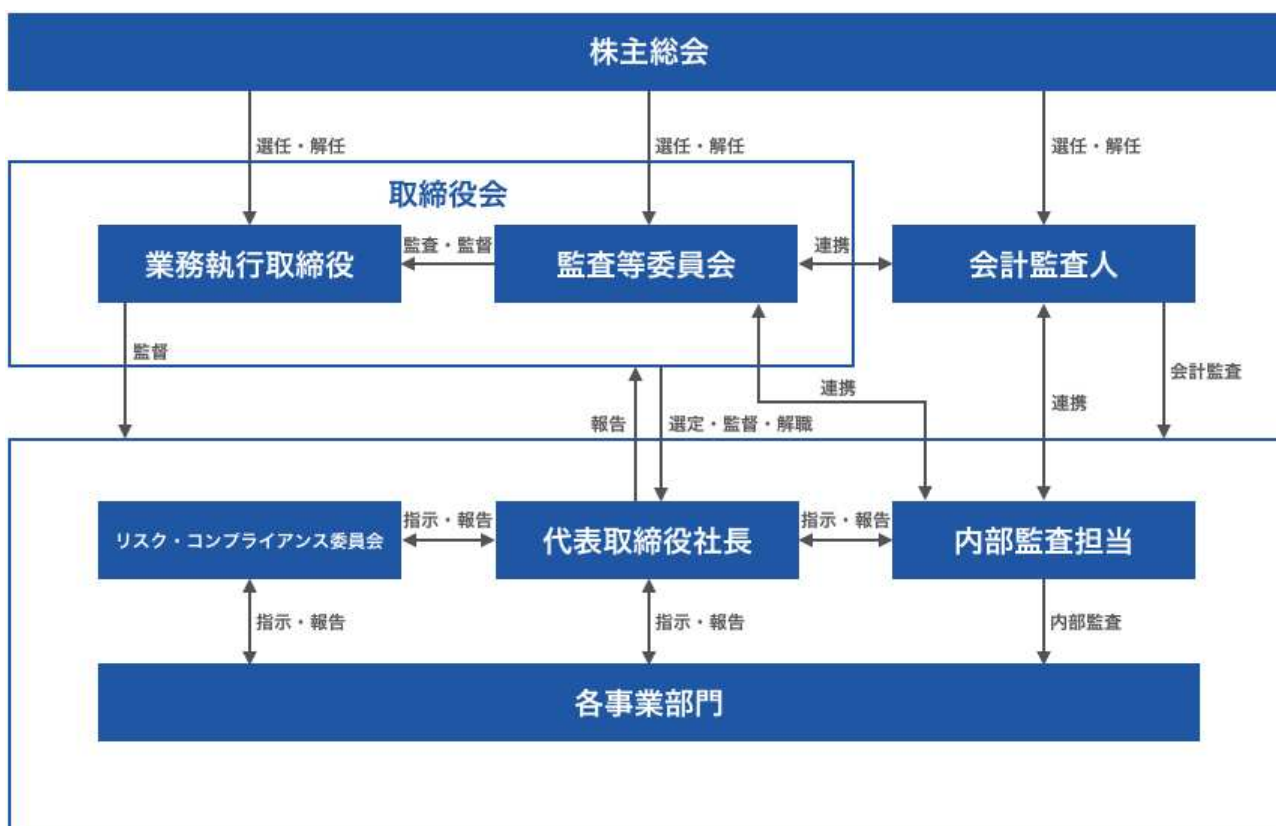 株主総会
選任・解任
選任・解任
選任・解任
取締役会
業務執行取締役
監査・監督
監査等委員会
連携
会計監査人
監督
会計監査
連携
連携
報告
選定・監督・解職
リスク・コンプライアンス委員会
指示・報告
代表取締役社長
指示・報告
内部監査担当
指示・報告
指示・報告
内部監査
各事業部門